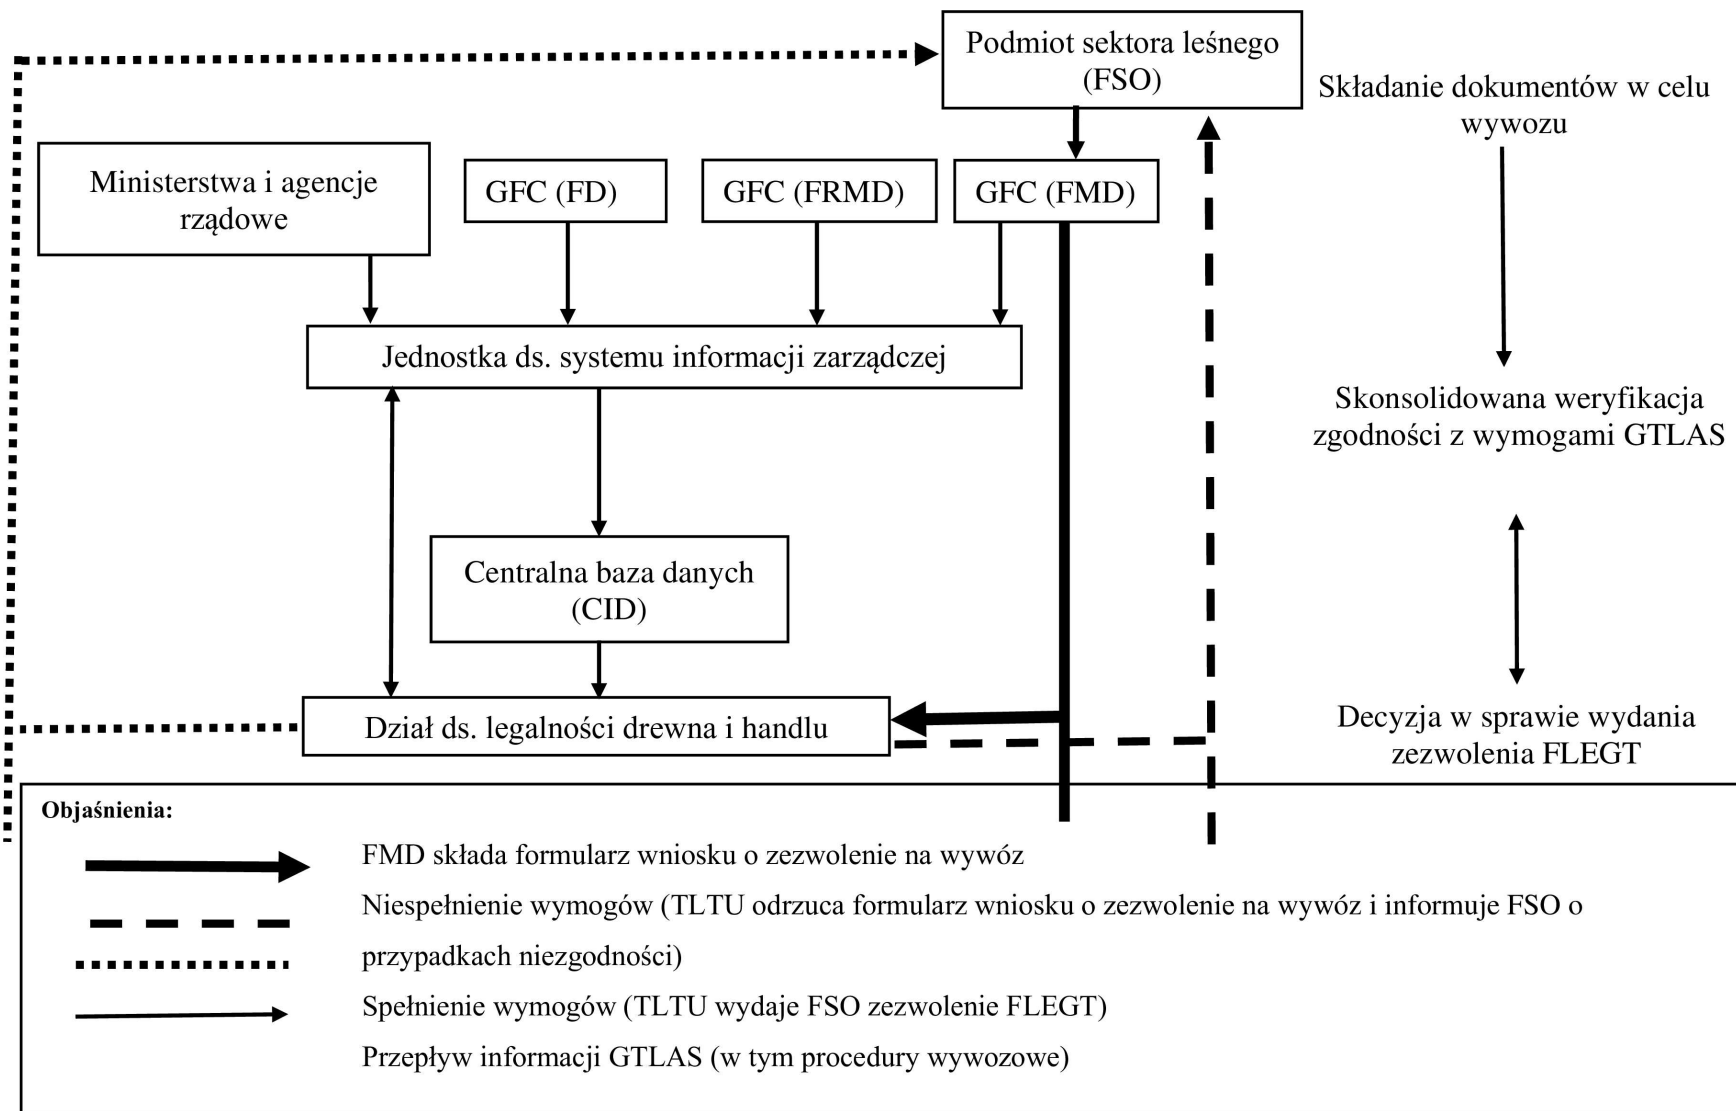 Podmiot sektora leśnego
(FSO)
Składanie dokumentów w celu
wywozu
Ministerstwa i agencje
rządowe
GFC (FD)
GFC (FRMD)
GFC (FMD)
Jednostka ds. systemu informacji zarządczej
Skonsolidowana weryfikacja
zgodności z wymogami GTLAS
Centralna baza danych
(CID)
Dział ds. legalności drewna i handlu
Decyzja w sprawie wydania
zezwolenia FLEGT
Objaśnienia:
FMD składa formularz wniosku o zezwolenie na wywóz
Niespełnienie wymogów (TLTU odrzuca formularz wniosku o zezwolenie na wywóz i informuje FSO o
przypadkach niezgodności)
Spełnienie wymogów (TLTU wydaje FSO zezwolenie FLEGT)
Przepływ informacji GTLAS (w tym procedury wywozowe)